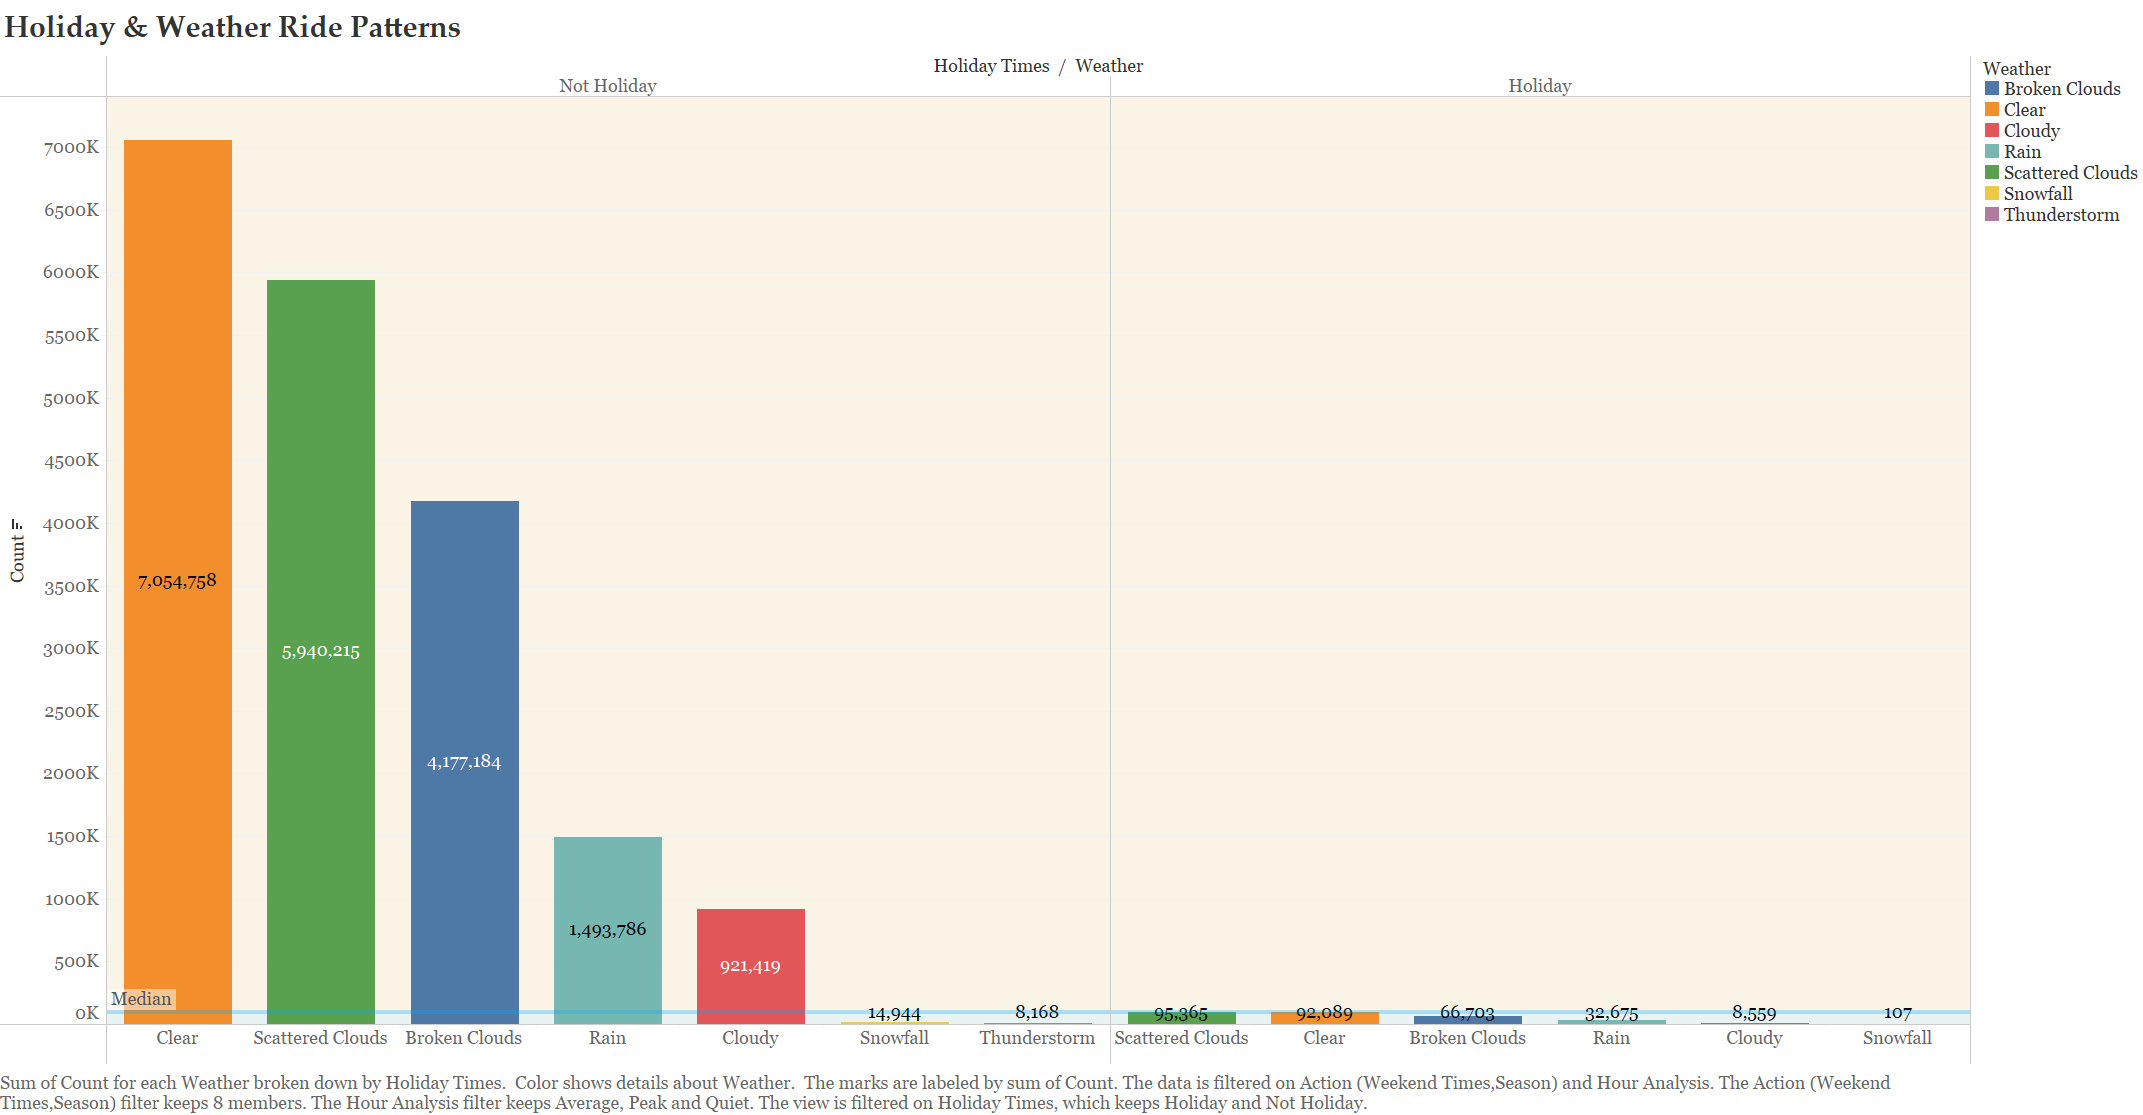 Holiday & Weather Ride Patterns
Holiday Times / Weather
Not Holiday
Holiday
Weather
Broken Clouds
Clear
Cloudy
Rain
Scattered Clouds
Snowfall
Thunderstorm
Count
7000K
6500K
6000K
5500K
5000K
4500K
4000K
3500K
3000K
2500K
2000K
1500K
1000K
500K
0K
Median
7,054,758
5,940,215
4,177,184
1,493,786
921,419
14,944
8,168
95,365
92,089
66,703
32,675
8,559
107
Clear
Scattered Clouds
Broken Clouds
Rain
Cloudy
Snowfall
Thunderstorm
Scattered Clouds
Clear
Broken Clouds
Rain
Cloudy
Snowfall
Sum of Count for each Weather broken down by Holiday Times.  Color shows details about Weather.  The marks are labeled by sum of Count. The data is filtered on Action (Weekend Times,Season) and Hour Analysis. The Action (Weekend
Times,Season) filter keeps 8 members. The Hour Analysis filter keeps Average, Peak and Quiet. The view is filtered on Holiday Times, which keeps Holiday and Not Holiday.